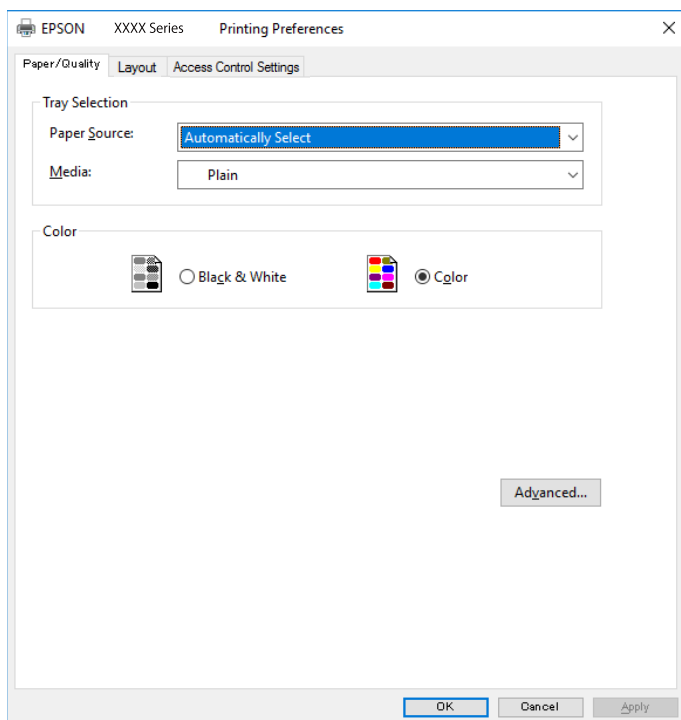 EPSON XXXX Series Printing Preferences
Paper/Quality Layout Access Control Settings
Tray Selection
Paper Source: Automatically Select
Media: Plain
Color
Black & White Color
Advanced...
OK Cancel Apply